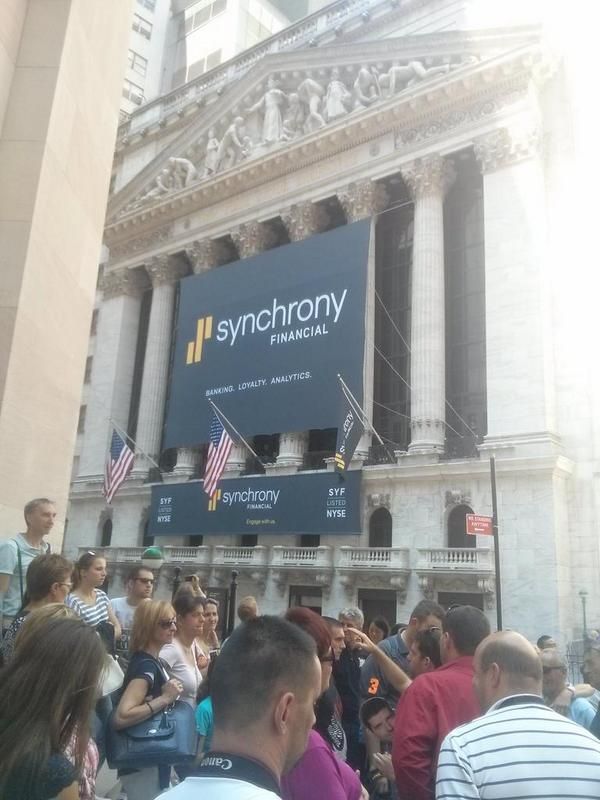 synchrony
FINANCIAL
BANKING. LOYALTY. ANALYTICS.
synchrony
FINANCIAL
Engage with us.
SYF
LISTED
NYSE
SYF
LISTED
NYSE
NO STANDING
ANYTIME
Canon